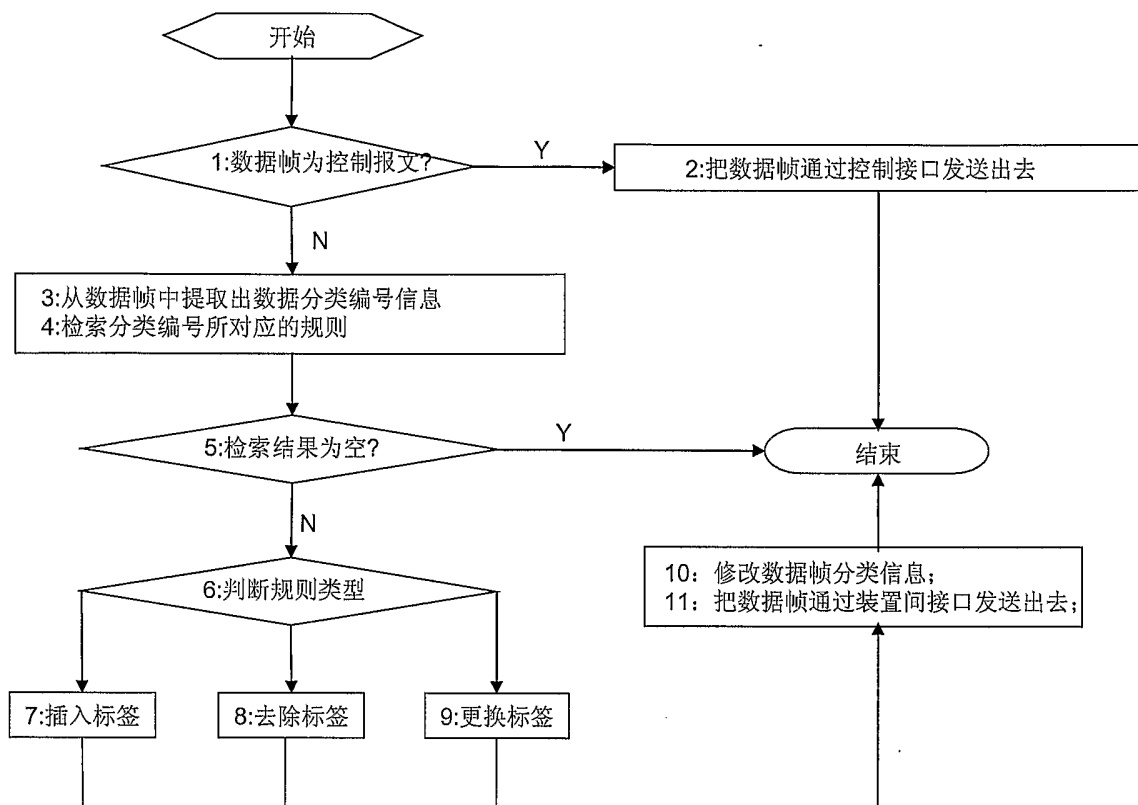 开始
1:数据帧为控制报文?
Y
2:把数据帧通过控制接口发送出去
N
3:从数据帧中提取出数据分类编号信息
4:检索分类编号所对应的规则
5:检索结果为空?
Y
结束
N
6:判断规则类型
10：修改数据帧分类信息;
11：把数据帧通过装置间接口发送出去;
7:插入标签
8:去除标签
9:更换标签